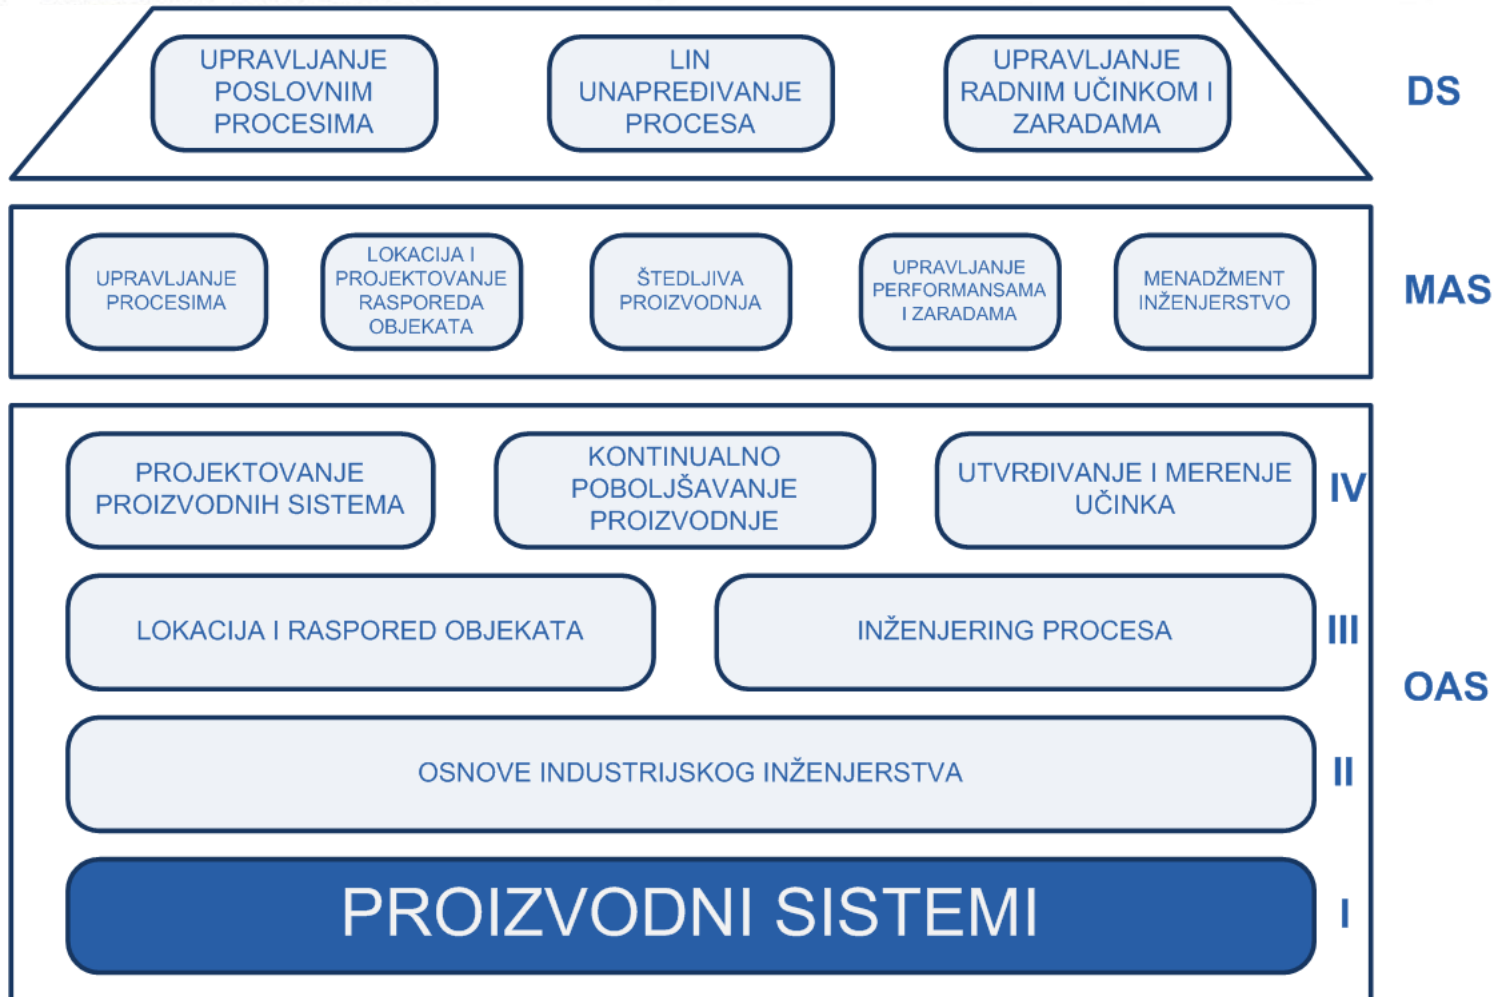 UPRAVLJANJE
POSLOVNIM
PROCESIMA
LIN
UNAPREĐIVANJE
PROCESA
UPRAVLJANJE
RADNIM UČINKOM I
ZARADAMA
DS
UPRAVLJANJE
PROCESIMA
LOKACIJA I
PROJEKTOVANJE
RASPOREDA
OBJEKATA
ŠTEDLJIVA
PROIZVODNJA
UPRAVLJANJE
PERFORMANSAMA
I ZARADAMA
MENADŽMENT
INŽENJERSTVO
MAS
PROJEKTOVANJE
PROIZVODNIH SISTEMA
KONTINUALNO
POBOLJŠAVANJE
PROIZVODNJE
UTVRĐIVANJE I MERENJE
UČINKA
IV
LOKACIJA I RASPORED OBJEKATA
INŽENJERING PROCESA
III
OAS
OSNOVE INDUSTRIJSKOG INŽENJERSTVA
II
PROIZVODNI SISTEMI
I